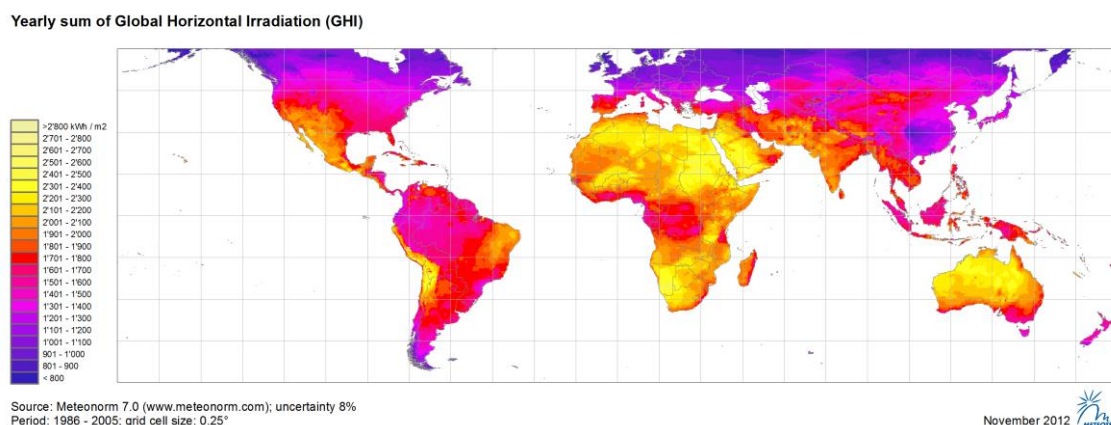 Yearly sum of Global Horizontal Irradiation (GHI)
>2'800 kWh / m2
2'701 - 2'800
2'601 - 2'700
2'501 - 2'600
2'401 - 2'500
2'301 - 2'400
2'201 - 2'300
2'101 - 2'200
2'001 - 2'100
1'901 - 2'000
1'801 - 1'900
1'701 - 1'800
1'601 - 1'700
1'501 - 1'600
1'401 - 1'500
1'301 - 1'400
1'201 - 1'300
1'101 - 1'200
1'001 - 1'100
901 - 1'000
801 - 900
< 800
Source: Meteonorm 7.0 (www.meteonorm.com); uncertainty 8%
Period: 1986 - 2005; grid cell size: 0.25°
November 2012